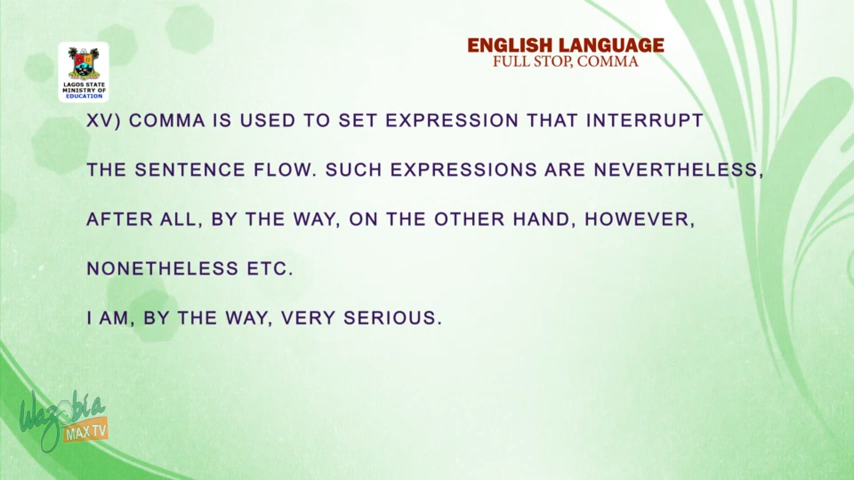 ENGLISH LANGUAGE
FULL STOP, COMMA
LAGOS STATE
MINISTRY OF
EDUCATION
XV) COMMA IS USED TO SET EXPRESSION THAT INTERRUPT
THE SENTENCE FLOW. SUCH EXPRESSIONS ARE NEVERTHELESS,
AFTER ALL, BY THE WAY, ON THE OTHER HAND, HOWEVER,
NONETHELESS ETC.
I AM, BY THE WAY, VERY SERIOUS.
Wazobia
MAX TV